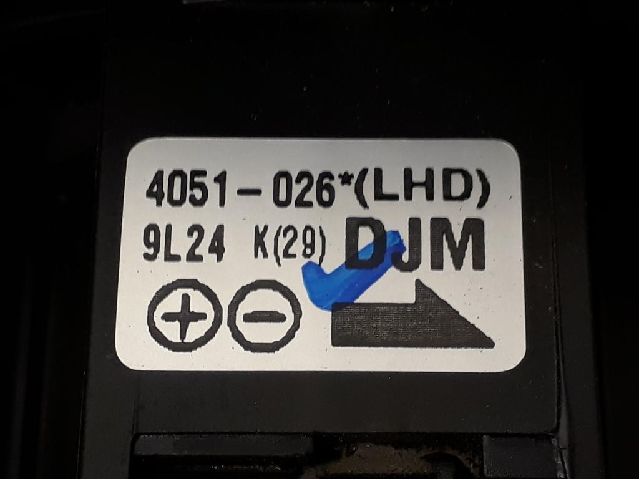 4051-026*(LHD)
9L24 K(29) DJM
+ -